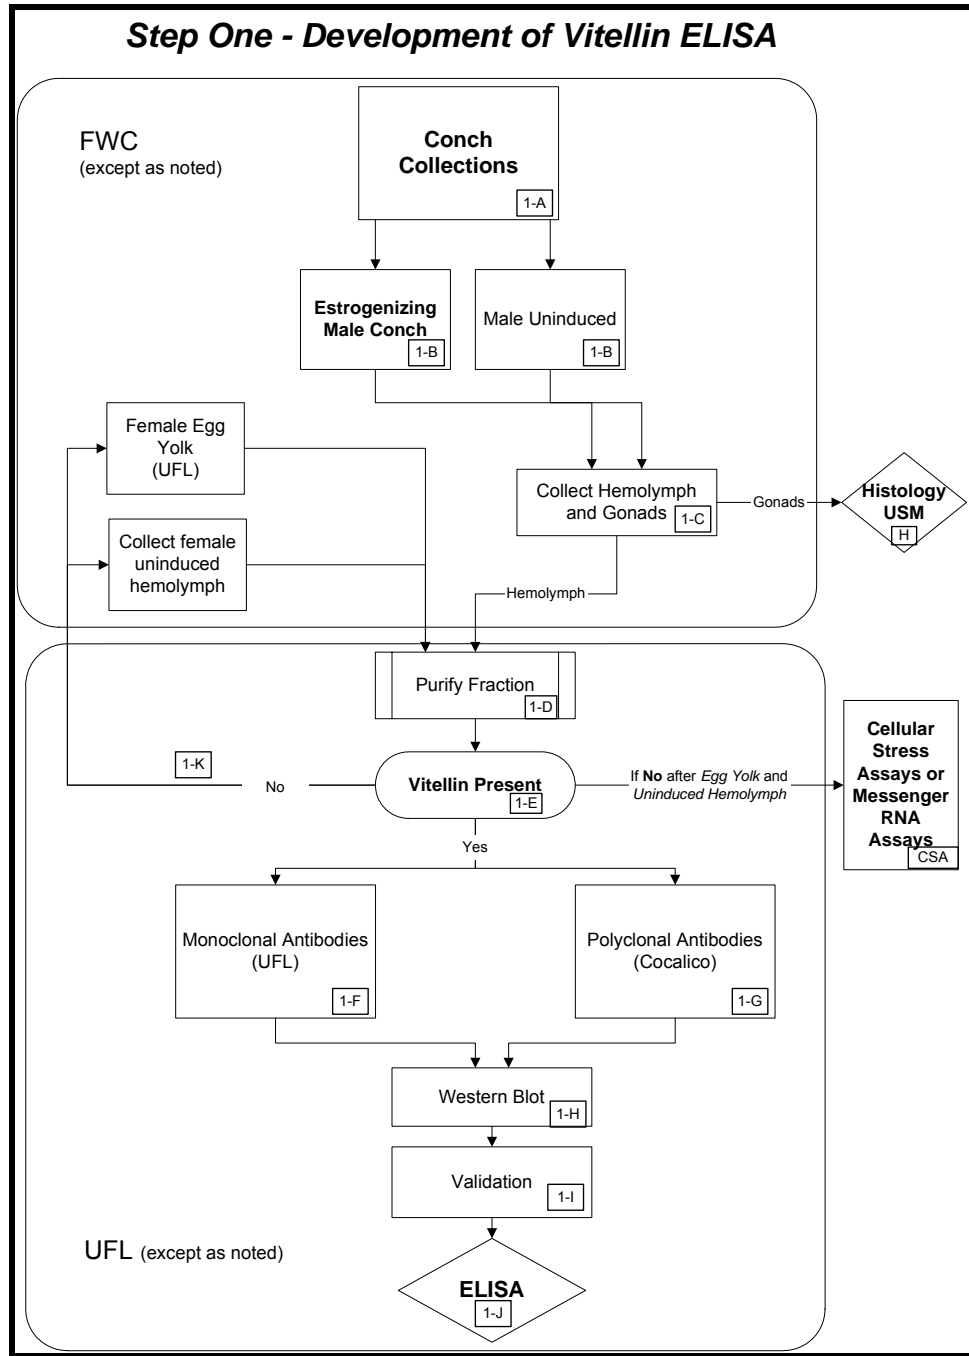 Step One - Development of Vitellin ELISA
FWC
(except as noted)
Conch
Collections
1-A
Estrogenizing
Male Conch
1-B
Male Uninduced
1-B
Female Egg
Yolk
(UFL)
Collect female
uninduced
hemolymph
Collect Hemolymph
and Gonads
1-C
Gonads
Histology
USM
H
Hemolymph
Purify Fraction
1-D
1-K
No
Vitellin Present
1-E
If No after Egg Yolk and
Uninduced Hemolymph
Cellular
Stress
Assays or
Messenger
RNA
Assays
CSA
Yes
Monoclonal Antibodies
(UFL)
1-F
Polyclonal Antibodies
(Cocalico)
1-G
Western Blot
1-H
Validation
1-I
UFL (except as noted)
ELISA
1-J